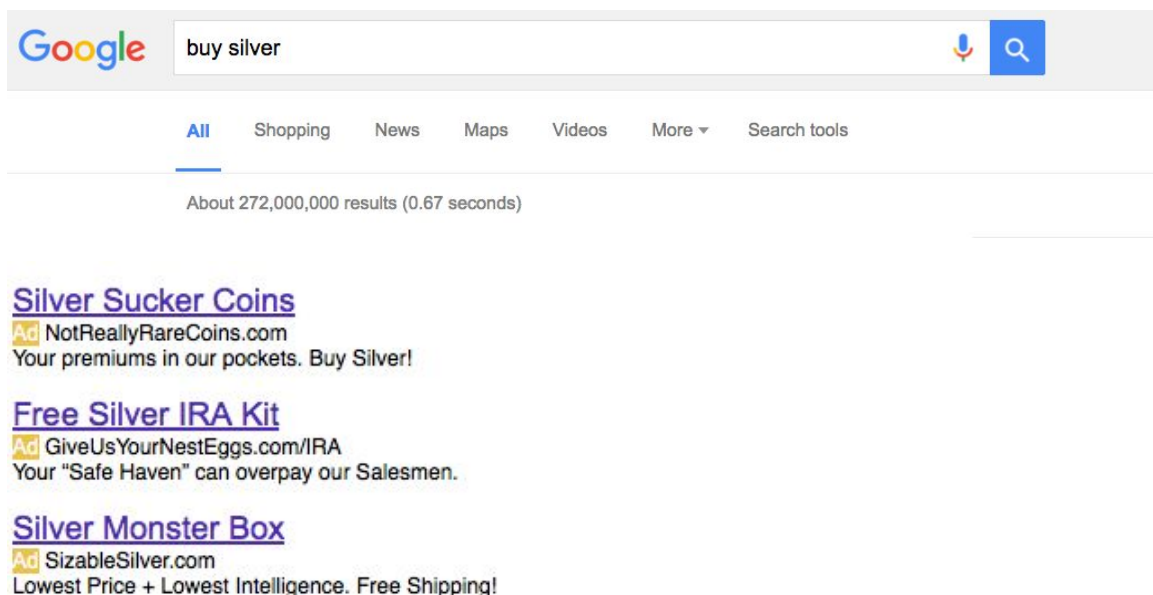 Google buy silver
All Shopping News Maps Videos More Search tools
About 272,000,000 results (0.67 seconds)
Silver Sucker Coins
Ad NotReallyRareCoins.com
Your premiums in our pockets. Buy Silver!
Free Silver IRA Kit
Ad GiveUsYourNestEggs.com/IRA
Your “Safe Haven” can overpay our Salesmen.
Silver Monster Box
Ad SizableSilver.com
Lowest Price + Lowest Intelligence. Free Shipping!